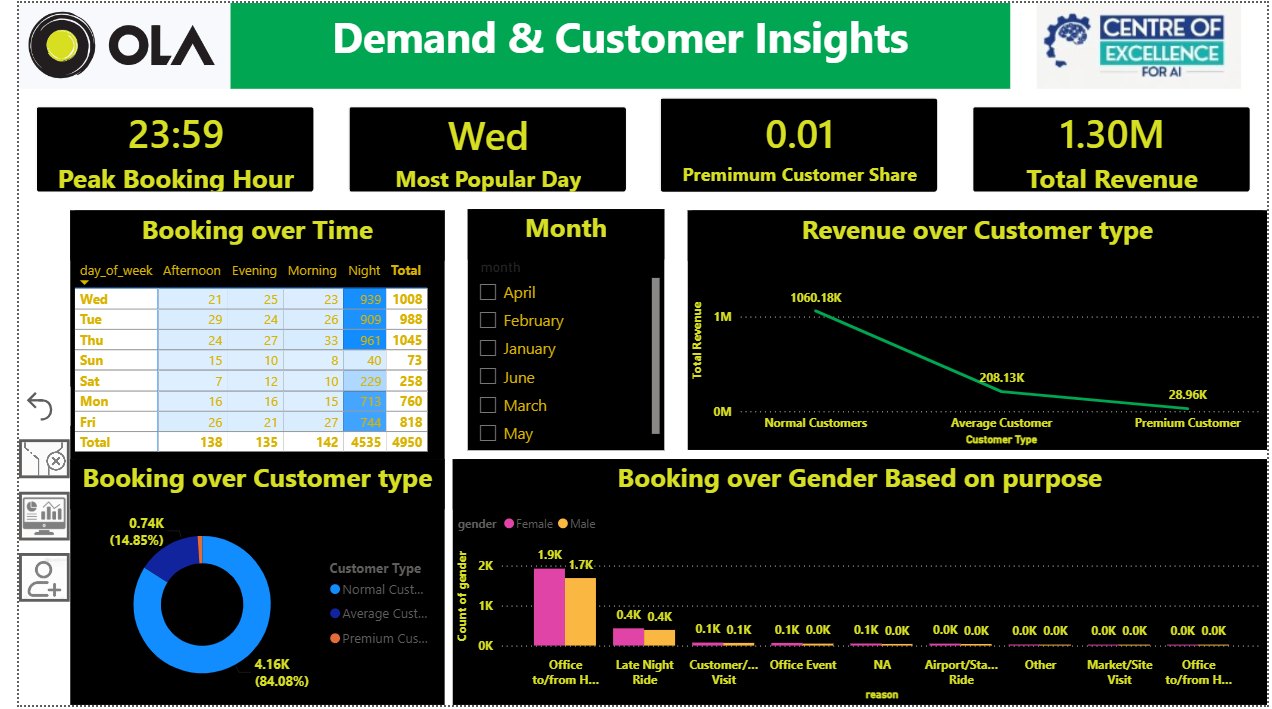 OLA
Demand & Customer Insights
CENTRE OF
EXCELLENCE
FOR AI
23:59
Peak Booking Hour
Wed
Most Popular Day
0.01
Premimum Customer Share
1.30M
Total Revenue
Booking over Time
day_of_week Afternoon Evening Morning Night Total
Wed 21 25 23 939 1008
Tue 29 24 26 909 988
Thu 24 27 33 961 1045
Sun 15 10 8 40 73
Sat 7 12 10 229 258
Mon 16 16 15 713 760
Fri 26 21 27 744 818
Total 138 135 142 4535 4950
Month
month
April
February
January
June
March
May
Revenue over Customer type
Total Revenue
1M
0M
1060.18K
208.13K
28.96K
Normal Customers
Average Customer
Premium Customer
Customer Type
Booking over Customer type
0.74K
(14.85%)
4.16K
(84.08%)
Customer Type
Normal Cust...
Average Cust...
Premium Cus...
Booking over Gender Based on purpose
gender Female Male
Count of gender
2K
1K
0K
1.9K 1.7K
0.4K 0.4K
0.1K 0.1K
0.1K 0.0K
0.1K 0.0K
0.0K 0.0K
0.0K 0.0K
0.0K 0.0K
0.0K 0.0K
Office
to/from H...
Late Night
Ride
Customer/...
Visit
Office Event
NA
Airport/Sta...
Ride
Other
Market/Site
Visit
Office
to/from H...
reason